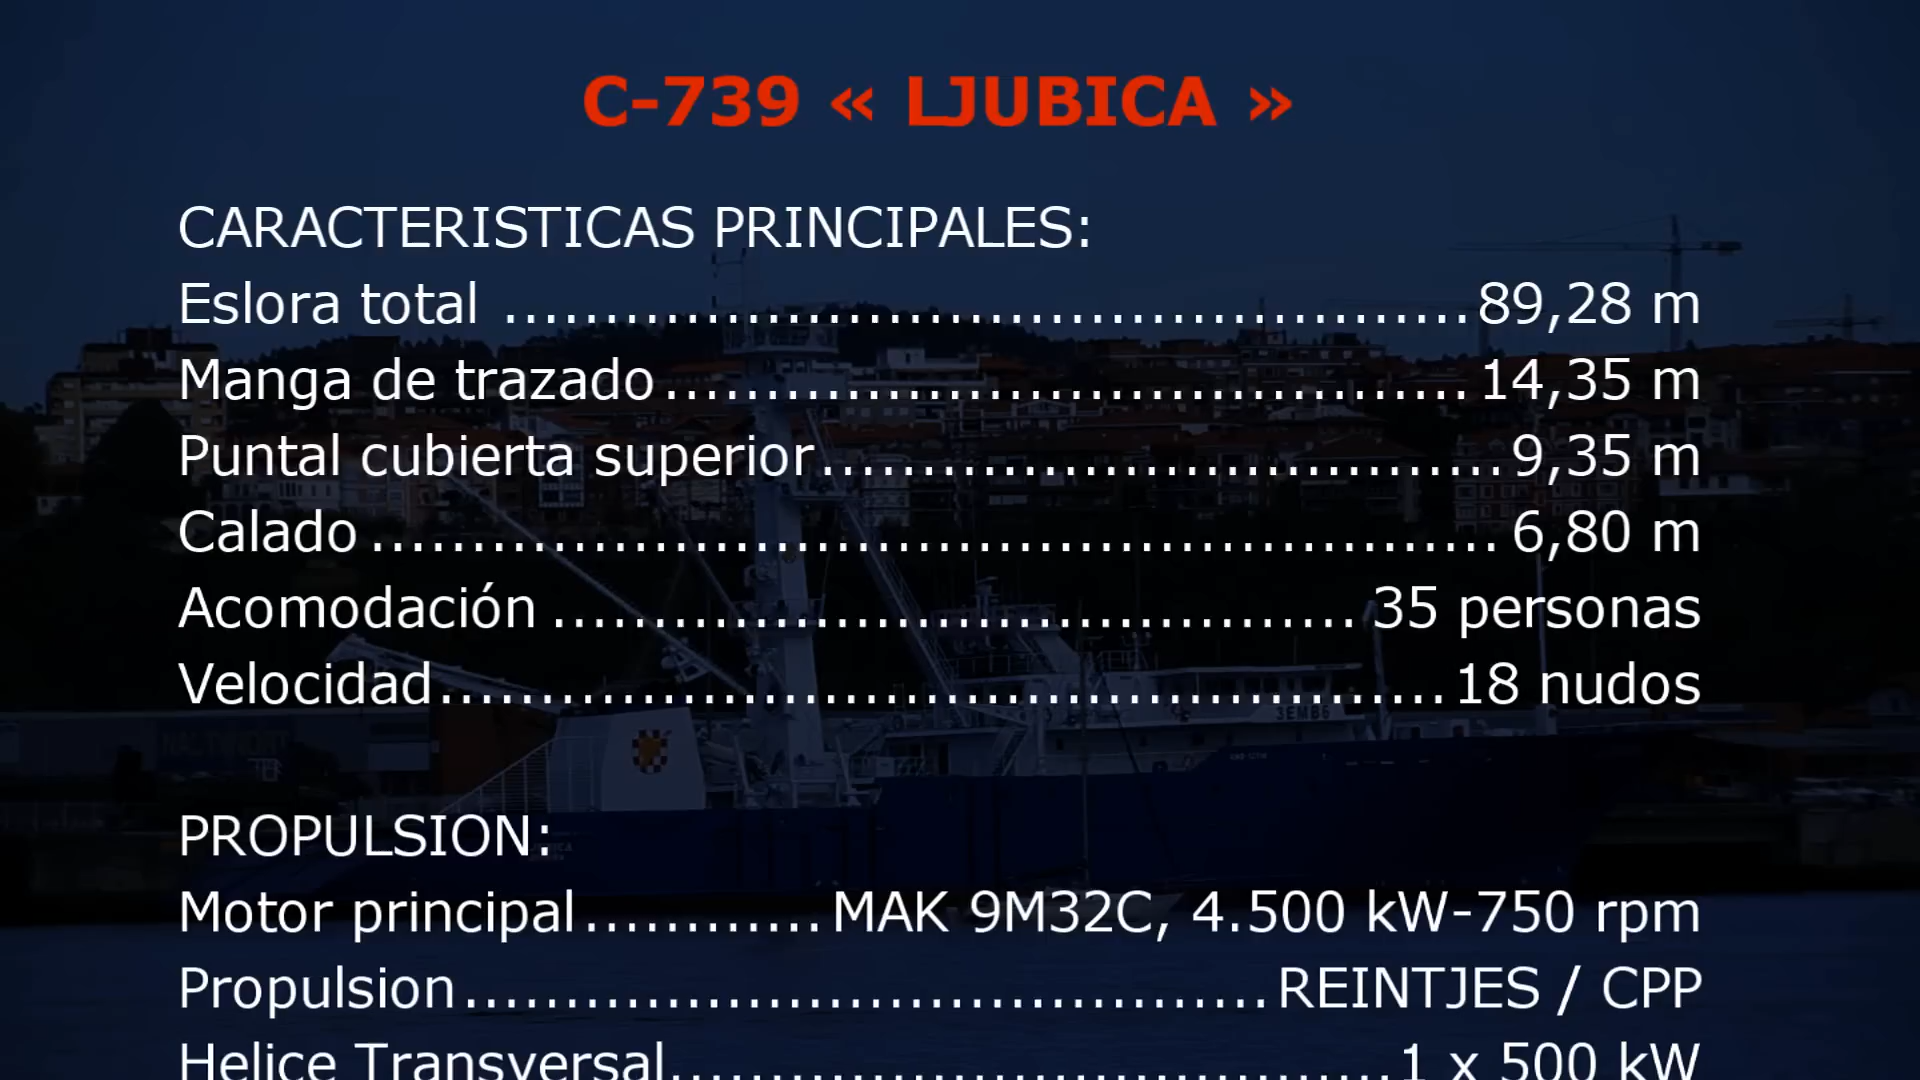 C-739 « LJUBICA »
CARACTERISTICAS PRINCIPALES:
Eslora total ................................................ 89,28 m
Manga de trazado ........................................ 14,35 m
Puntal cubierta superior .................................. 9,35 m
Calado ........................................................ 6,80 m
Acomodación ........................................ 35 personas
Velocidad .................................................. 18 nudos
3EMB6
PROPULSION:
Motor principal ............ MAK 9M32C, 4.500 kW-750 rpm
Propulsion ........................................ REINTJES / CPP
Helice Transversal .................................... 1 x 500 kW